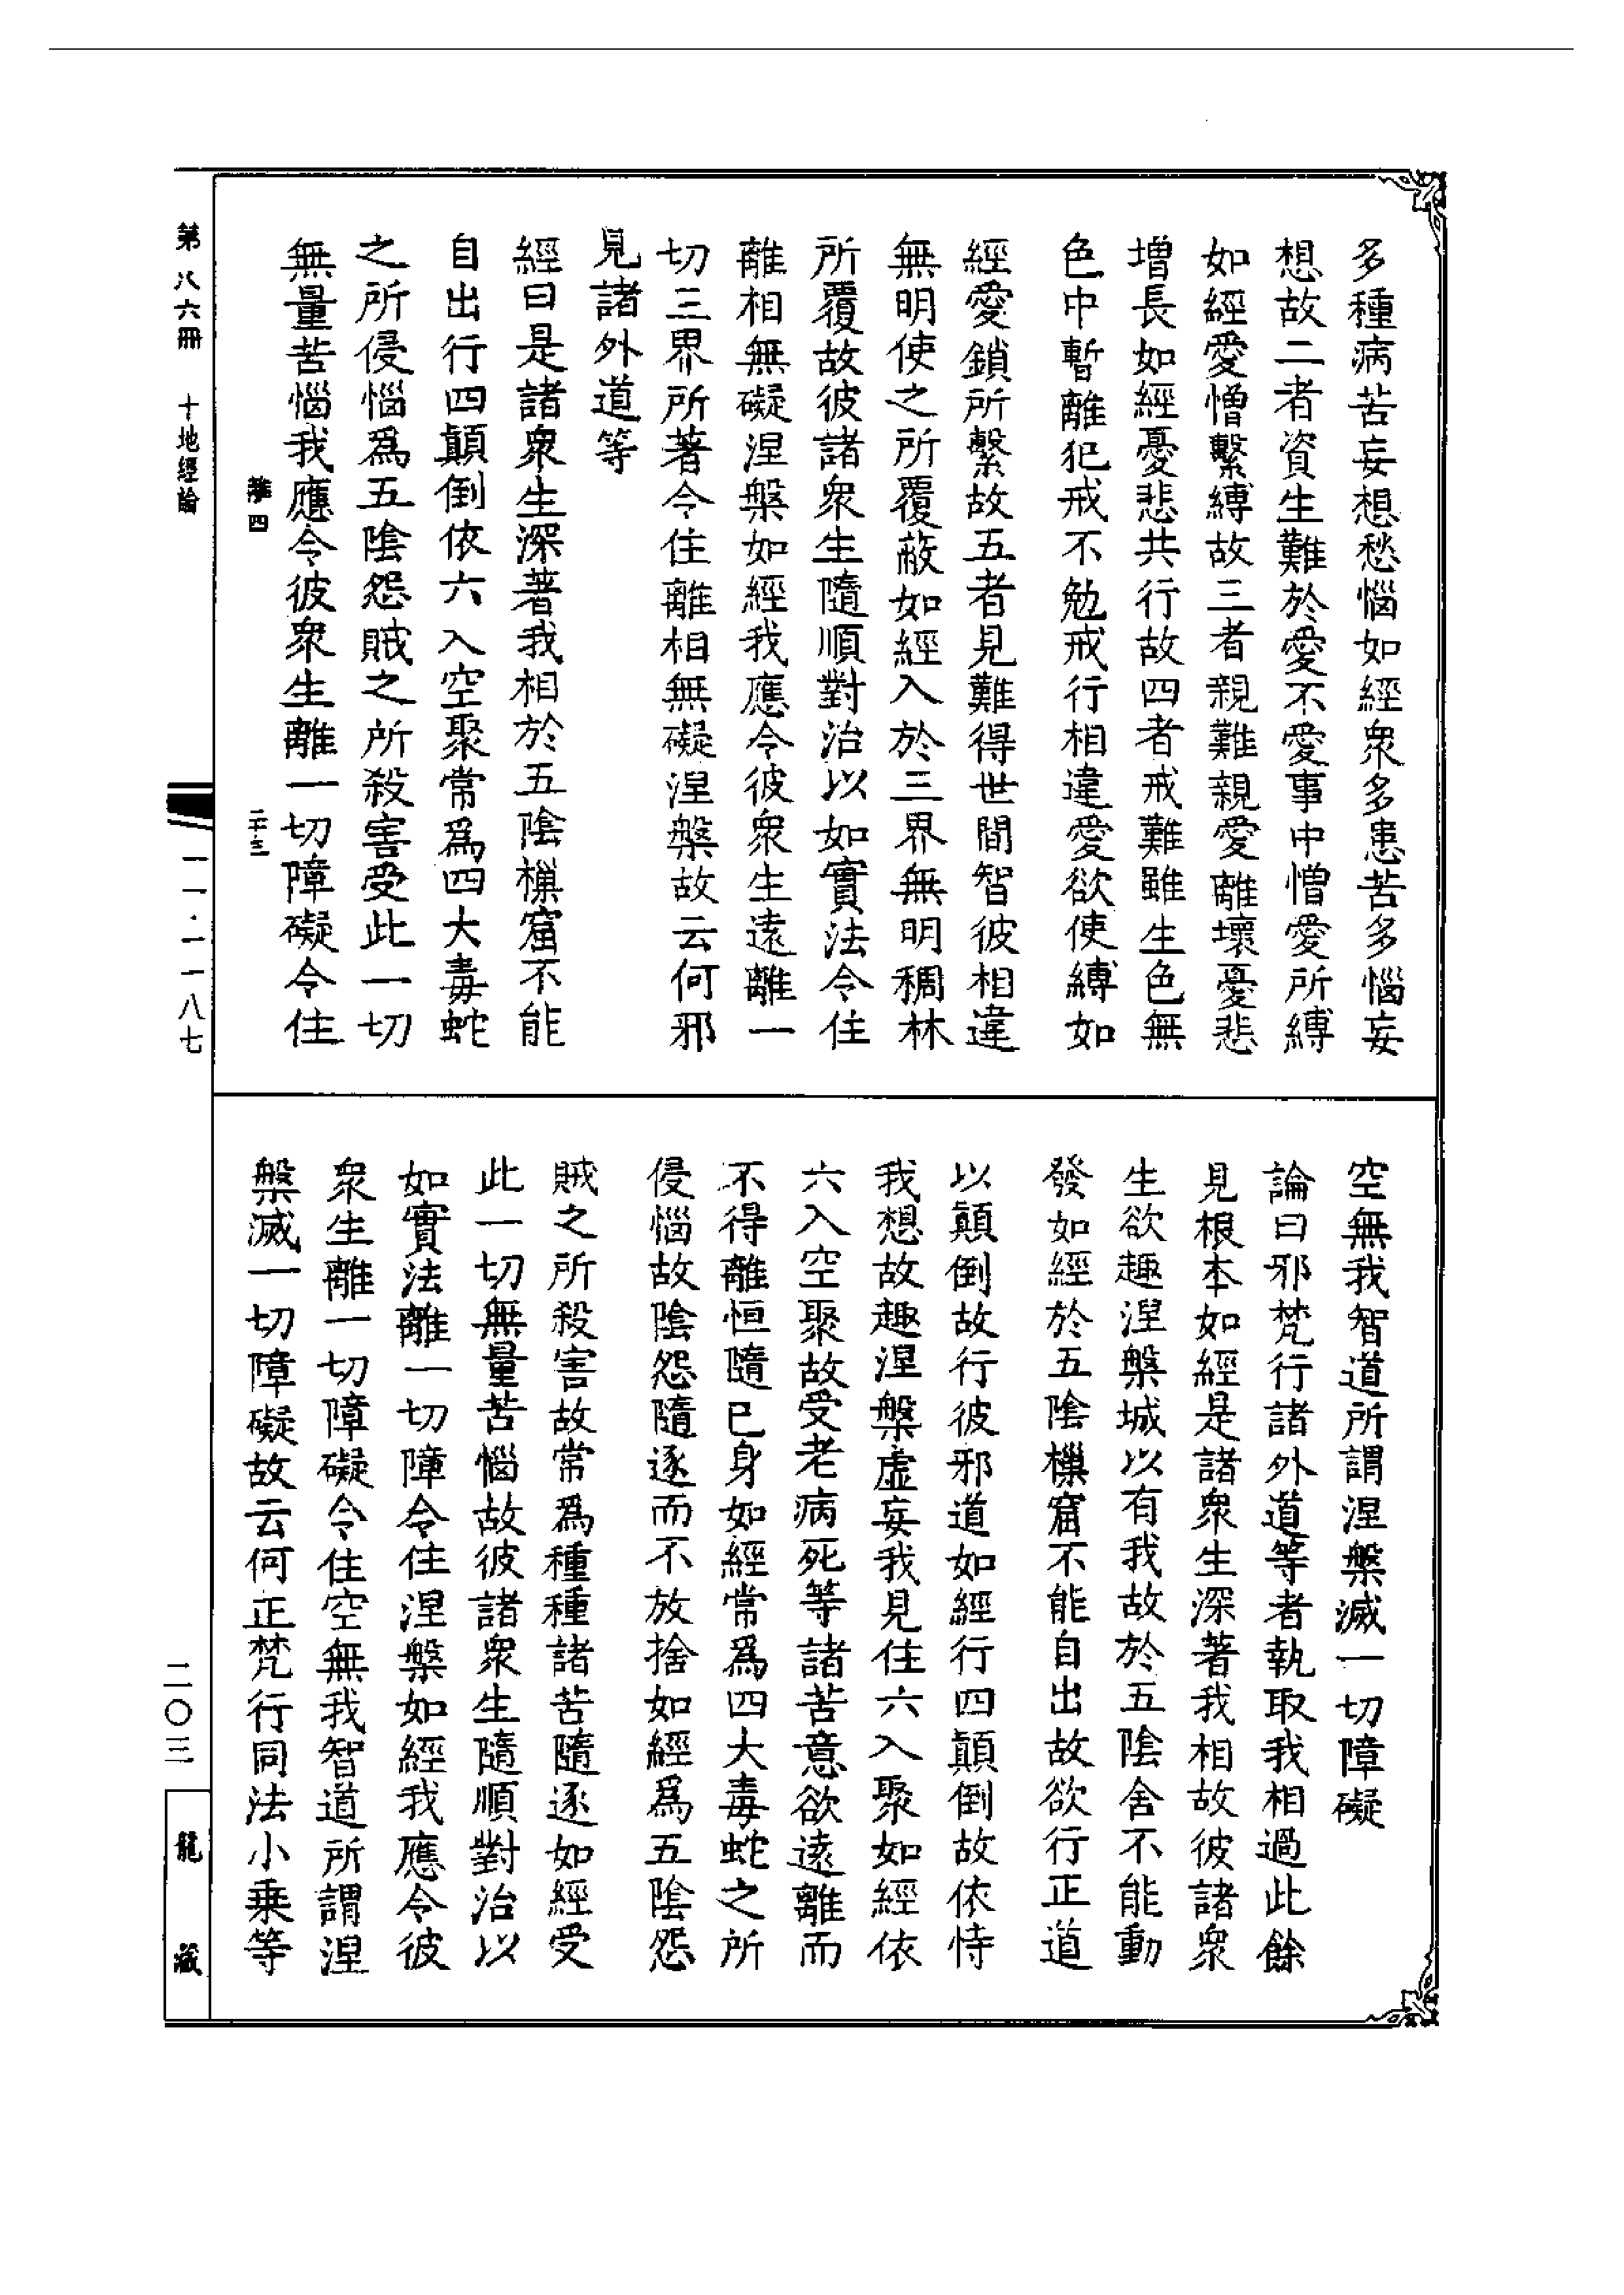 多種病苦妄想愁惱如經衆多患苦多惱妄
想故二者資生難於愛不愛事中憎愛所縛
如經愛憎繫縛故三者親難親愛離壞憂悲
增長如經憂悲共行故四者戒難雖生色無
色中暫離犯戒不勉戒行相違愛欲使縛如
經愛鎖所繫故五者見難得世間智彼相違
無明使之所覆蔽如經入於三界無明稠林
所覆故彼諸衆生隨順對治以如實法令住
離相無礙涅槃如經我應令彼衆生遠離一
切三界所著令住離相無礙涅槃故云何邪
見諸外道等
經曰是諸衆生深著我相於五陰樔窟不能
自出行四顛倒依六入空聚常爲四大毒蛇
之所侵惱爲五陰怨賊之所殺害受此一切
無量苦惱我應令彼衆生離一切障礙令住
空無我智道所謂涅槃滅一切障礙
論曰邪梵行諸外道等者執取我相過此餘
見根本如經是諸衆生深著我相故彼諸衆
生欲趣涅槃城以有我故於五陰舍不能動
發如經於五陰樔窟不能自出故欲行正道
以顛倒故行彼邪道如經行四顛倒故依恃
我想故趣涅槃虛妄我見住六入聚如經依
六入空聚故受老病死等諸苦意欲遠離而
不得離恒隨已身如經常爲四大毒蛇之所
侵惱故陰怨隨逐而不放捨如經爲五陰怨
賊之所殺害故常爲種種諸苦隨逐如經受
此一切無量苦惱故彼諸衆生隨順對治以
如實法離一切障令住涅槃如經我應令彼
衆生離一切障礙令住空無我智道所謂涅
槃滅一切障礙故云何正梵行同法小乘等
第八六冊 十地經論
離四 二十三
一一·一一八七
二〇三
龍藏